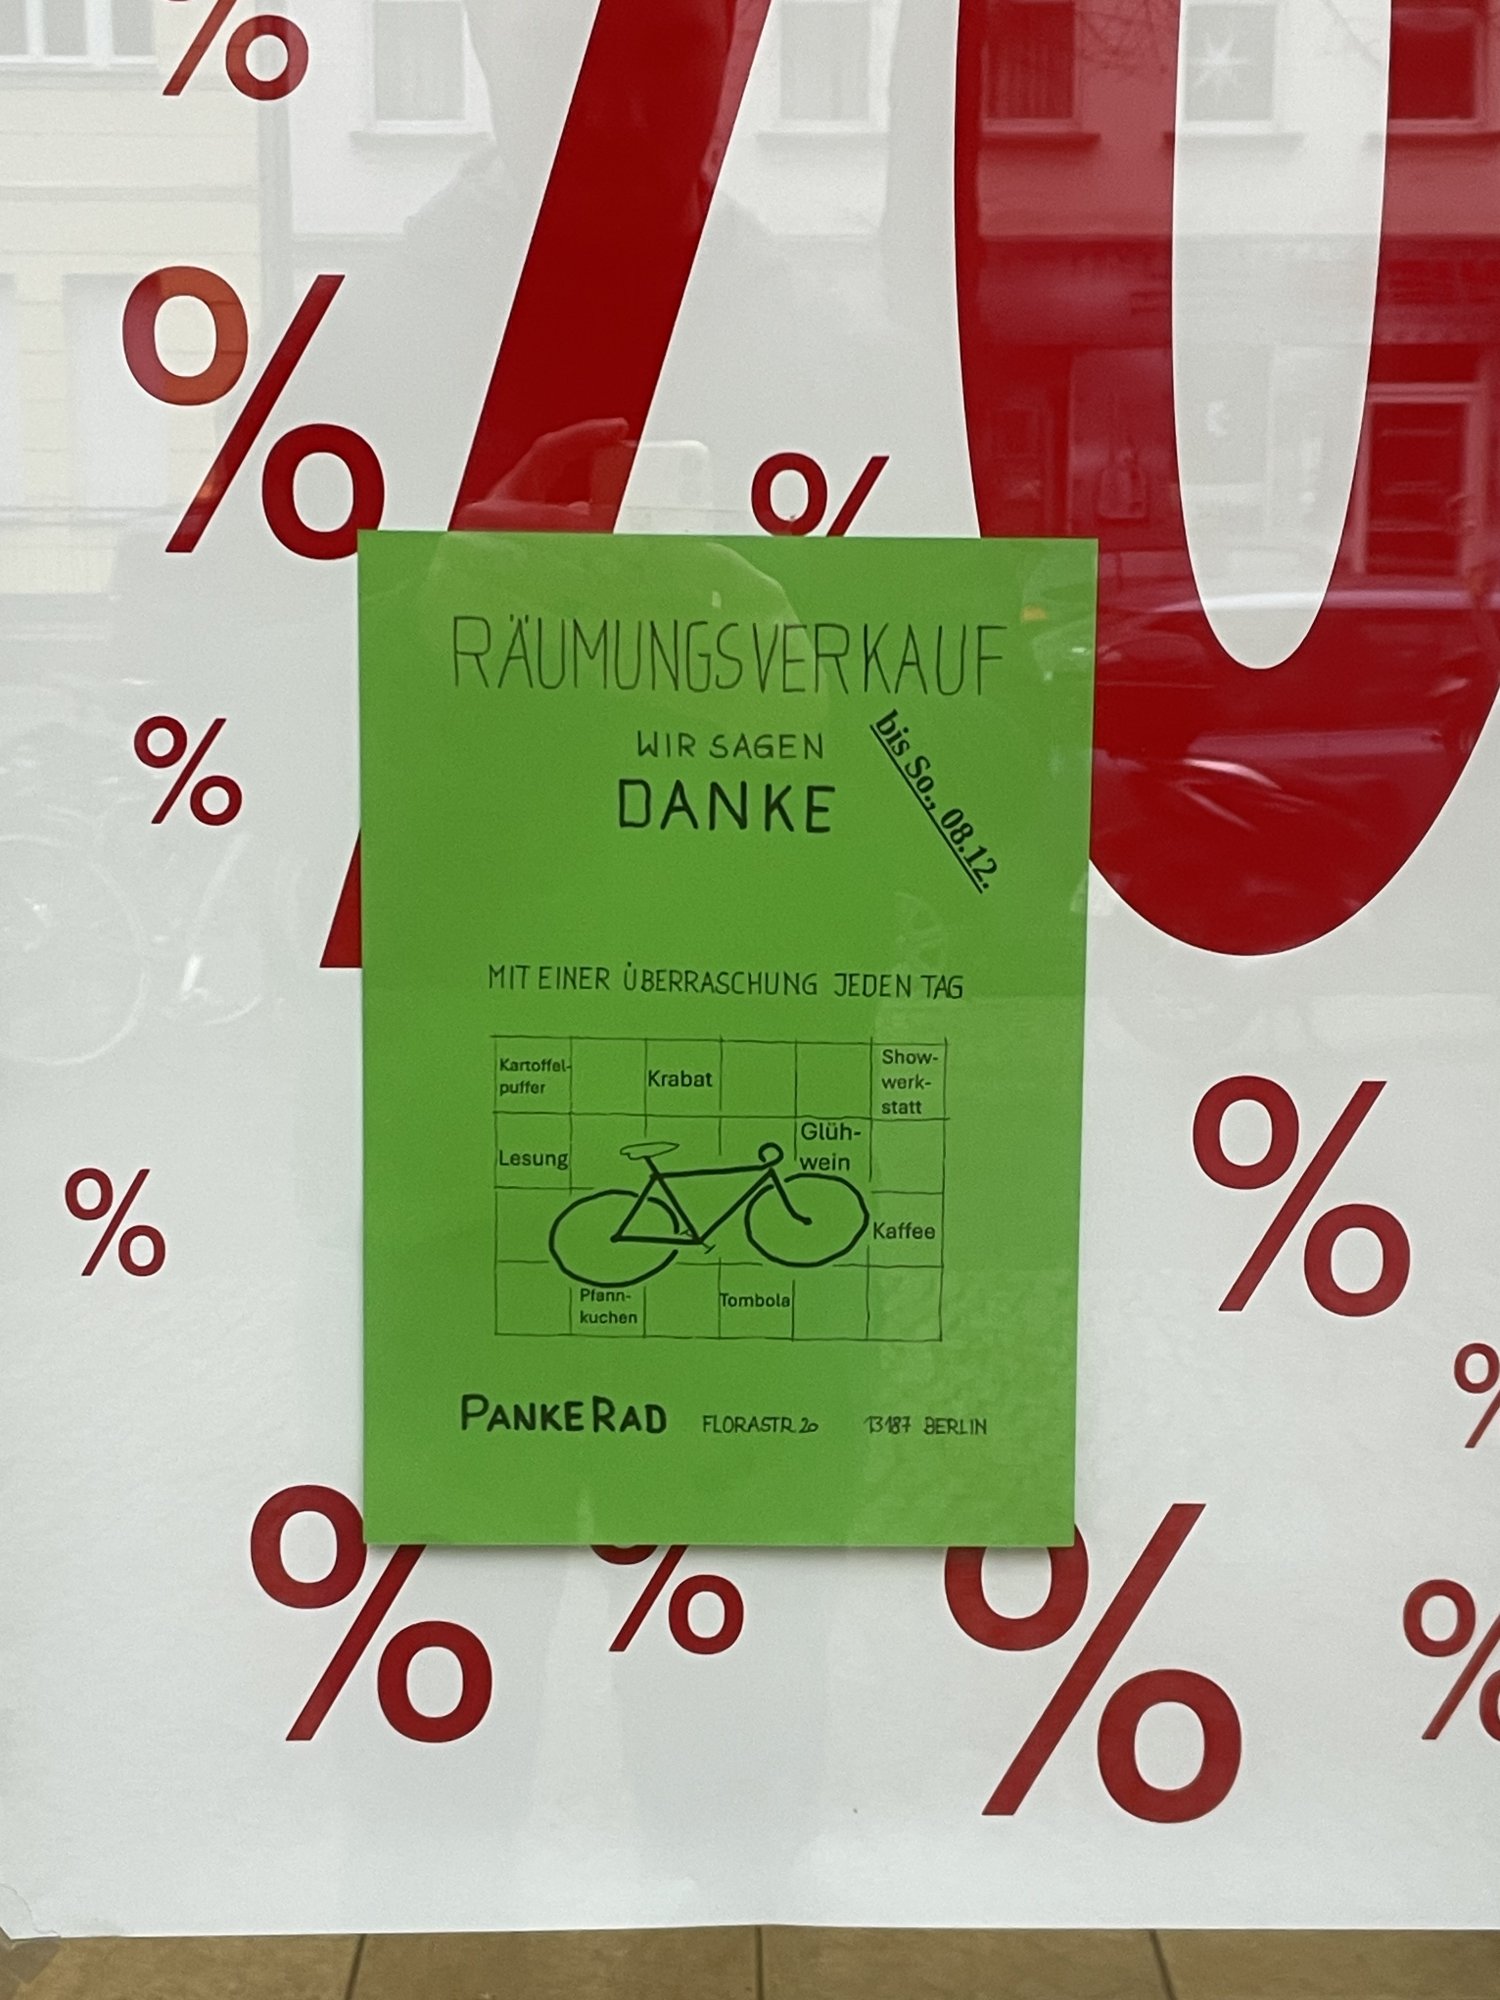 %
%
%
%
RÄUMUNGSVERKAUF
WIR SAGEN
DANKE
bis So., 08.12.
MIT EINER ÜBERRASCHUNG JEDEN TAG
Kartoffel-
puffer
Krabat
Show-
werk-
statt
Lesung
Glüh-
wein
Kaffee
Pfann-
kuchen
Tombola
PANKERAD FLORASTR. 20 13187 BERLIN
%
%
%
%
%
%
%
%